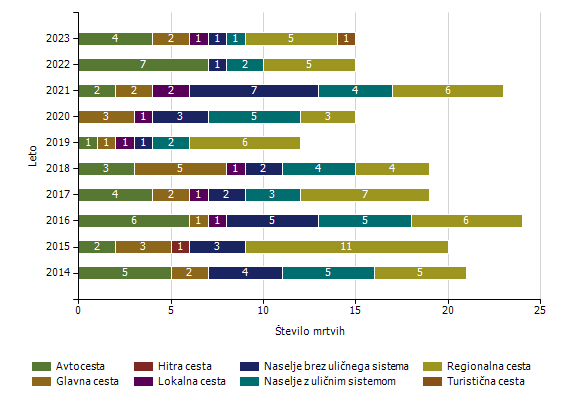 2023 4 2 1 1 1 5 1
2022 7 1 2 5
2021 2 2 2 7 4 6
2020 3 1 3 5 3
2019 1 1 1 1 2 6
2018 3 5 1 2 4 4
2017 4 2 1 2 3 7
2016 6 1 1 5 5 6
2015 2 3 1 3 11
2014 5 2 4 5 5
Leto
0 5 10 15 20 25
Število mrtvih
Avtocesta Hitra cesta Naselje brez uličnega sistema Regionalna cesta
Glavna cesta Lokalna cesta Naselje z uličnim sistemom Turistična cesta